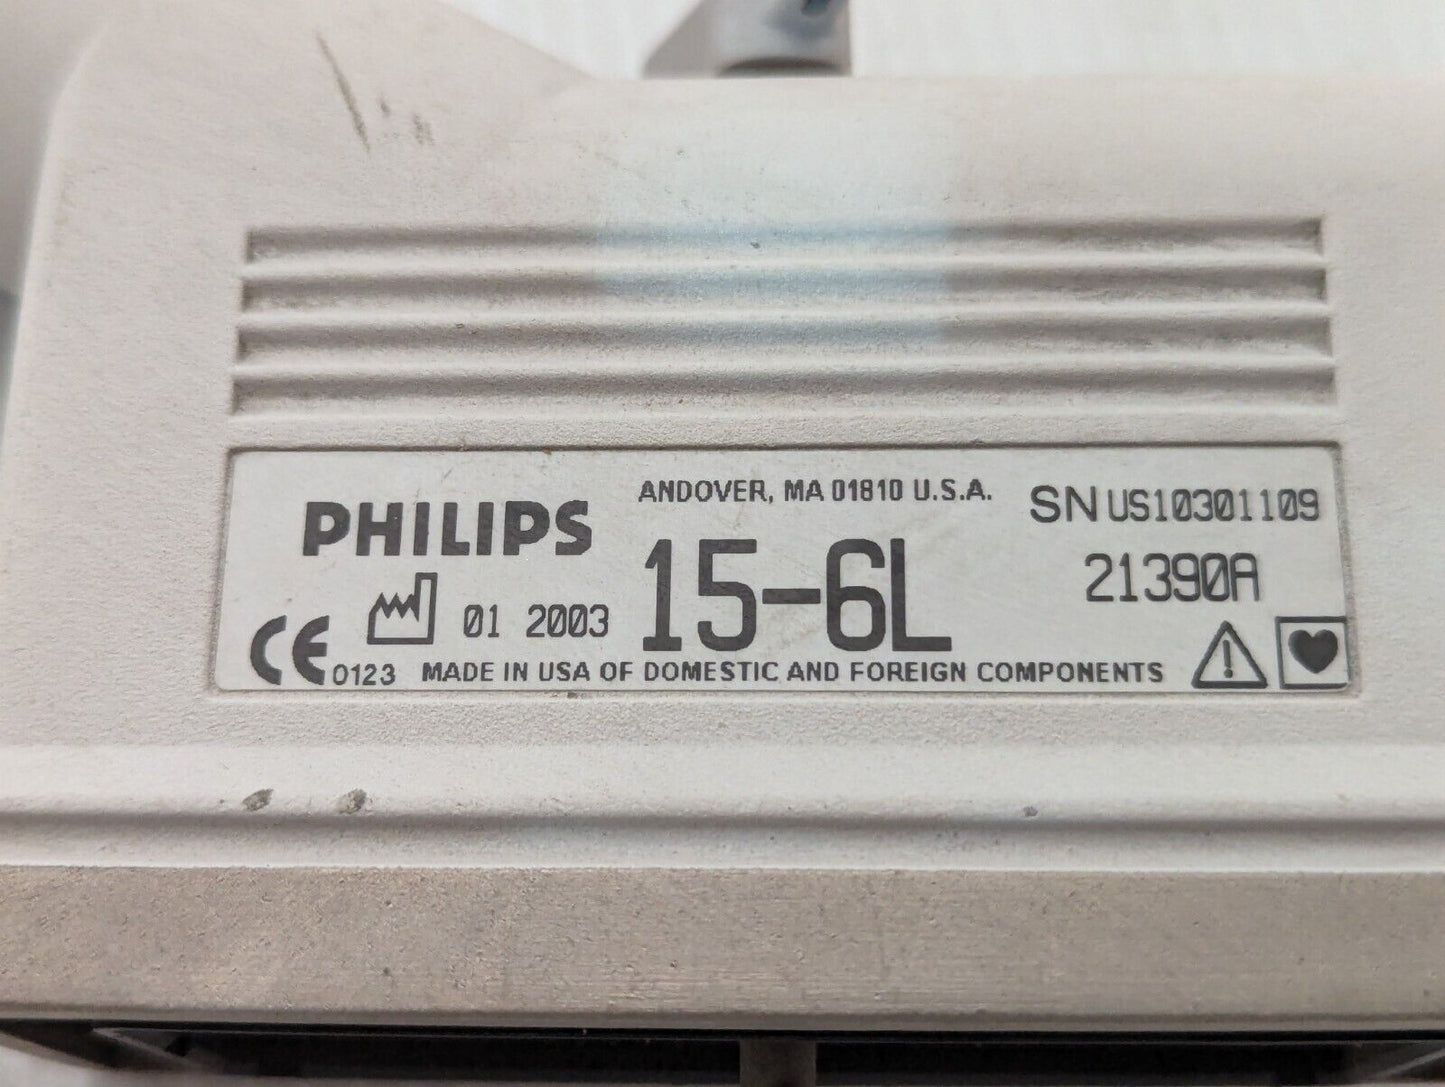 ANDOVER, MA 01810 U.S.A.
SN US10301109
PHILIPS
15-6L
21390A
01 2003
CE 0123
MADE IN USA OF DOMESTIC AND FOREIGN COMPONENTS